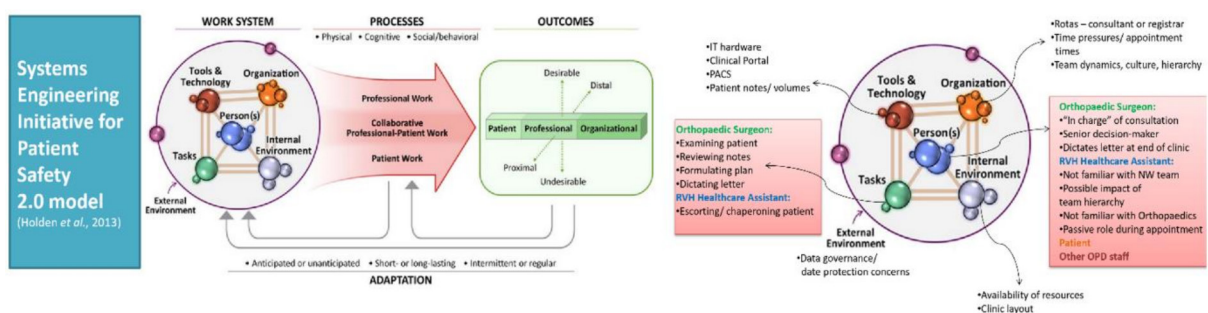 Systems
Engineering
Initiative for
Patient
Safety
2.0 model
(Holden et al., 2013)
WORK SYSTEM
PROCESSES
OUTCOMES
• Physical • Cognitive • Social/behavioral
Tools &
Technology
Organization
Person(s)
Internal
Environment
Tasks
External
Environment
Professional Work
Collaborative
Professional-Patient Work
Patient Work
Desirable
Distal
Patient
Professional
Organizational
Proximal
Undesirable
• Anticipated or unanticipated • Short- or long-lasting • Intermittent or regular
ADAPTATION
•IT hardware
•Clinical Portal
•PACS
•Patient notes/ volumes
•Rotas – consultant or registrar
•Time pressures/ appointment
times
•Team dynamics, culture, hierarchy
Tools &
Technology
Organization
Person(s)
Internal
Environment
Tasks
External
Environment
Orthopaedic Surgeon:
•Examining patient
•Reviewing notes
•Formulating plan
•Dictating letter
RVH Healthcare Assistant:
•Escorting/ chaperoning patient
Orthopaedic Surgeon:
•“In charge” of consultation
•Senior decision-maker
•Dictates letter at end of clinic
RVH Healthcare Assistant:
•Not familiar with NW team
•Possible impact of
team hierarchy
•Not familiar with Orthopaedics
•Passive role during appointment
Patient
Other OPD staff
•Data governance/
date protection concerns
•Availability of resources
•Clinic layout